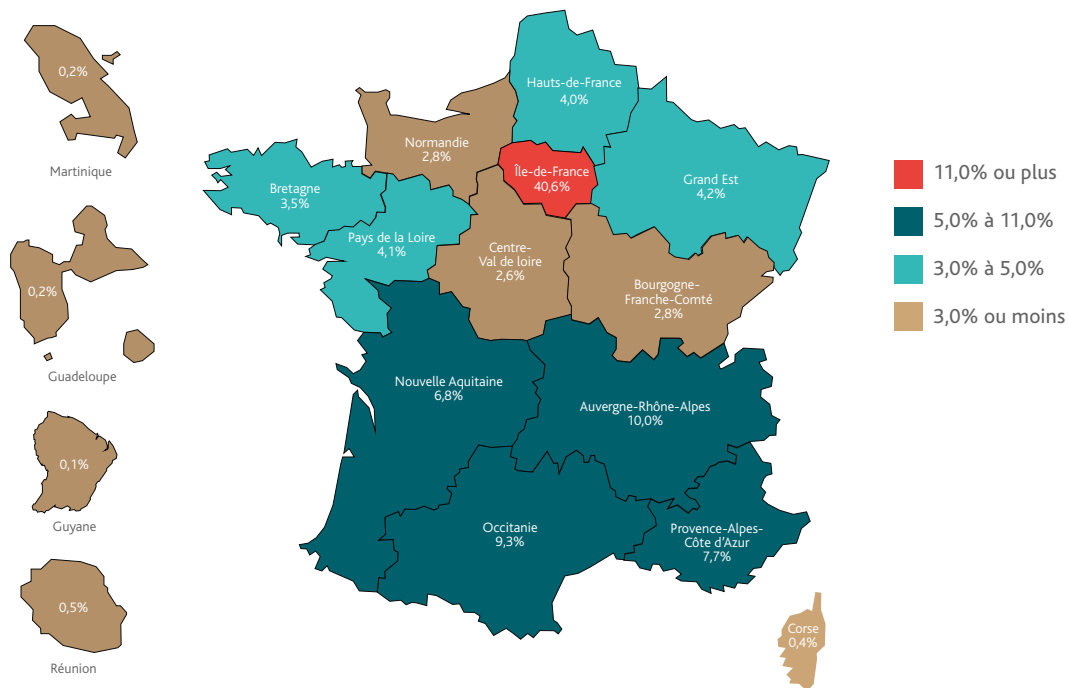 0,2%
Martinique
0,2%
Guadeloupe
0,1%
Guyane
0,5%
Réunion
Hauts-de-France
4,0%
Normandie
2,8%
Île-de-France
40,6%
Grand Est
4,2%
Bretagne
3,5%
Pays de la Loire
4,1%
Centre-
Val de loire
2,6%
Bourgogne-
Franche-Comté
2,8%
Nouvelle Aquitaine
6,8%
Auvergne-Rhône-Alpes
10,0%
Occitanie
9,3%
Provence-Alpes-
Côte d'Azur
7,7%
Corse
0,4%
11,0% ou plus
5,0% à 11,0%
3,0% à 5,0%
3,0% ou moins